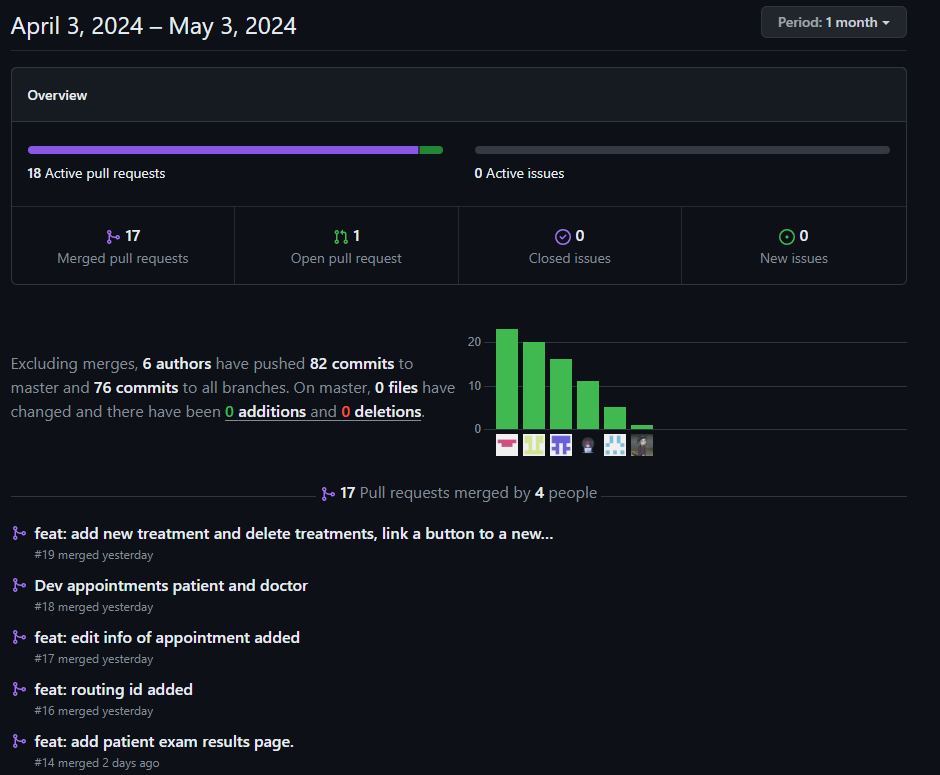 April 3, 2024 – May 3, 2024
Period: 1 month
Overview
18 Active pull requests
0 Active issues
17
Merged pull requests
1
Open pull request
0
Closed issues
0
New issues
Excluding merges, 6 authors have pushed 82 commits to
master and 76 commits to all branches. On master, 0 files have
changed and there have been 0 additions and 0 deletions.
20
10
0
17 Pull requests merged by 4 people
feat: add new treatment and delete treatments, link a button to a new...
#19 merged yesterday
Dev appointments patient and doctor
#18 merged yesterday
feat: edit info of appointment added
#17 merged yesterday
feat: routing id added
#16 merged yesterday
feat: add patient exam results page.
#14 merged 2 days ago